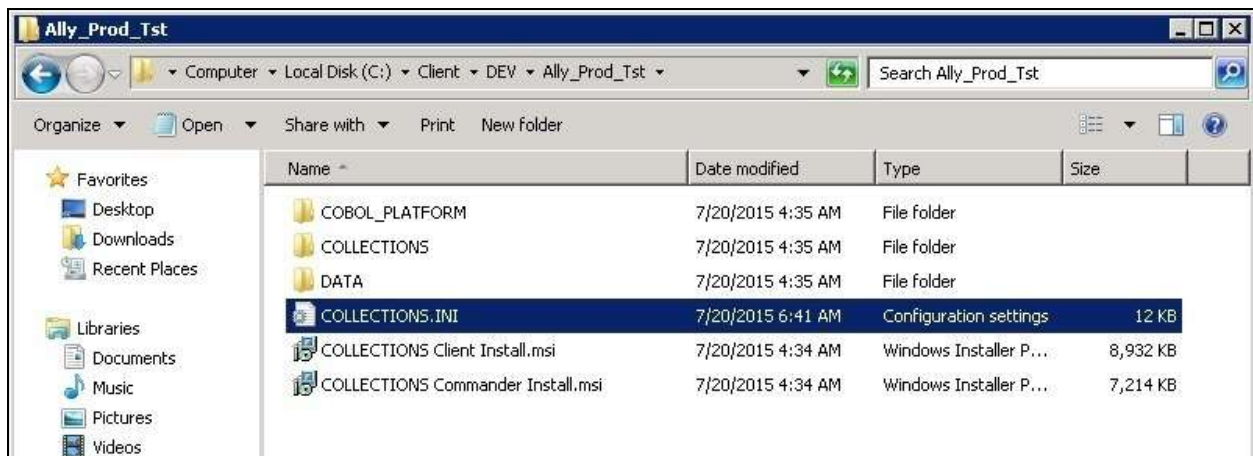 Ally_Prod_Tst
Computer Local Disk (C:) Client DEV Ally_Prod_Tst Search Ally_Prod_Tst
Organize Open Share with Print New folder
Favorites
Desktop
Downloads
Recent Places
Libraries
Documents
Music
Pictures
Videos
Name Date modified Type Size
COBOL_PLATFORM 7/20/2015 4:35 AM File folder
COLLECTIONS 7/20/2015 4:35 AM File folder
DATA 7/20/2015 4:35 AM File folder
COLLECTIONS.INI 7/20/2015 6:41 AM Configuration settings 12 KB
COLLECTIONS Client Install.msi 7/20/2015 4:34 AM Windows Installer P... 8,932 KB
COLLECTIONS Commander Install.msi 7/20/2015 4:34 AM Windows Installer P... 7,214 KB